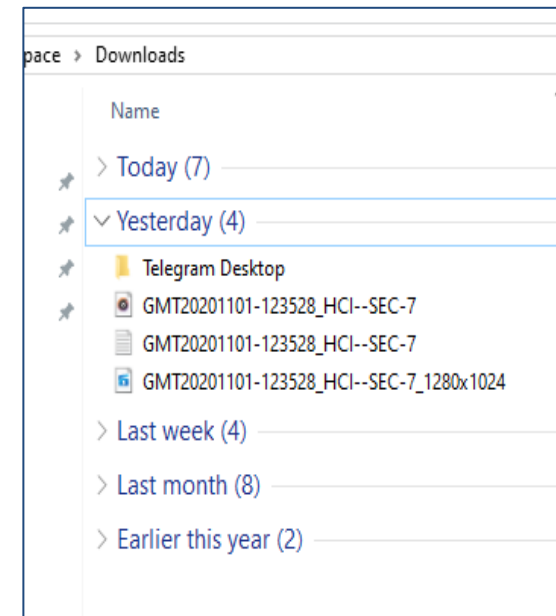 pace > Downloads
Name
Today (7)
Yesterday (4)
Telegram Desktop
GMT20201101-123528_HCI--SEC-7
GMT20201101-123528_HCI--SEC-7
GMT20201101-123528_HCI--SEC-7_1280x1024
Last week (4)
Last month (8)
Earlier this year (2)